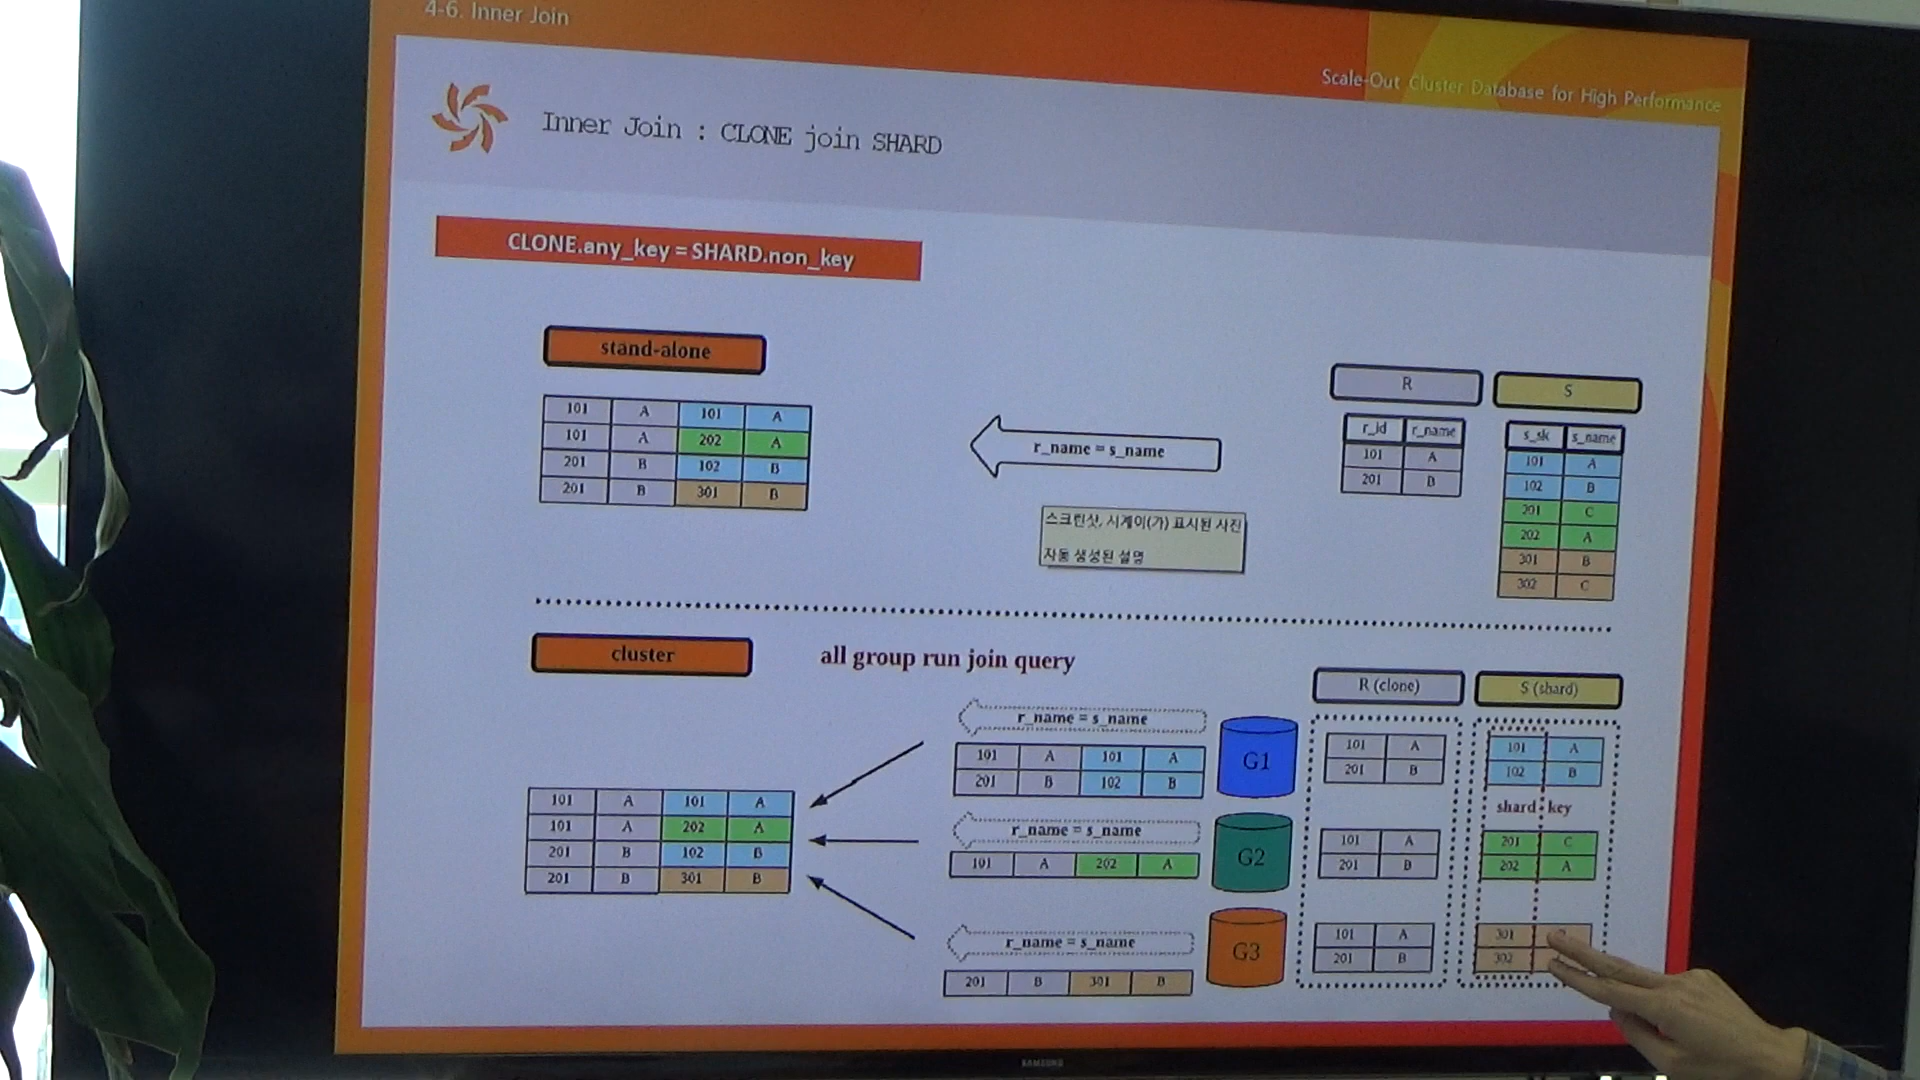 4-6. Inner Join
Scale-Out Cluster Database for High Performance
Inner Join : CLONE join SHARD
CLONE.any_key = SHARD.non_key
stand-alone
101 A 101 A
101 A 202 A
201 B 102 B
201 B 301 B
r_name = s_name
스크린샷, 시계이(가) 표시된 사진
자동 생성된 설명
R
r_id r_name
101 A
201 B
S
s_sk s_name
101 A
102 B
201 C
202 A
301 B
302 C
cluster
all group run join query
R (clone)
S (shard)
101 A 101 A
101 A 202 A
201 B 102 B
201 B 301 B
r_name = s_name
101 A 101 A
201 B 102 B
G1
101 A
201 B
101 A
102 B
shard key
r_name = s_name
101 A 202 A
G2
101 A
201 B
201 C
202 A
r_name = s_name
201 B 301 B
G3
101 A
201 B
301
302
SAMSUNG